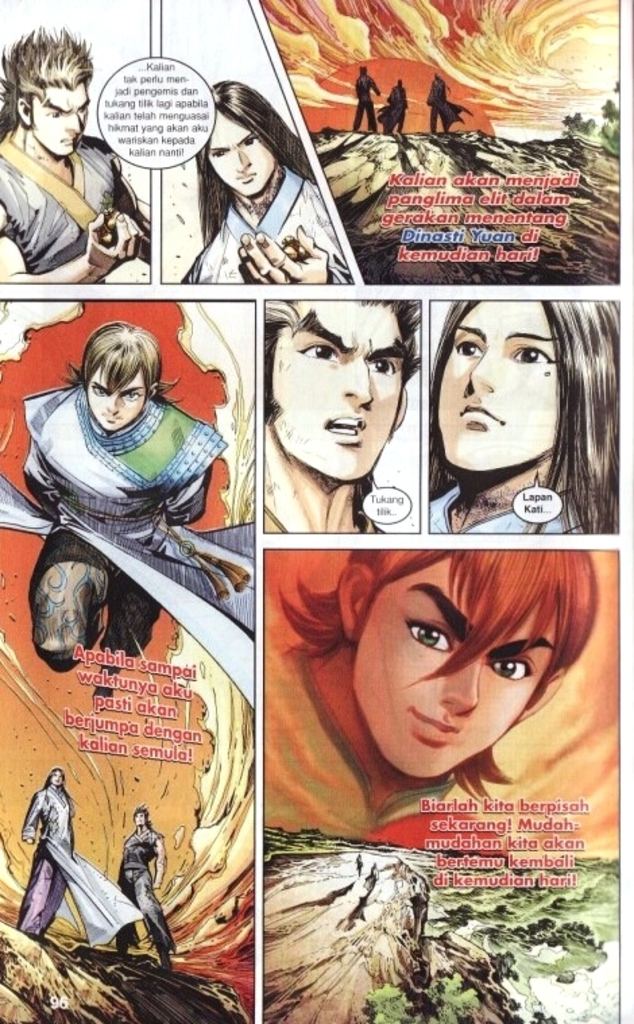 ...Kalian
tak perlu men-
jadi pengemis dan
tukang tilik lagi apabila
kalian telah menguasai
hikmat yang akan aku
wariskan kepada
kalian nanti!
Kalian akan menjadi
panglima elit dalam
gerakan menentang
Dinasti Yuan di
kemudian hari!
Apabila sampai
waktunya aku
pasti akan
berjumpa dengan
kalian semula!
Tukang
tilik..
Lapan
Kati...
Biarlah kita berpisah
sekarang! Mudah-
mudahan kita akan
bertemu kembali
di kemudian hari!
96